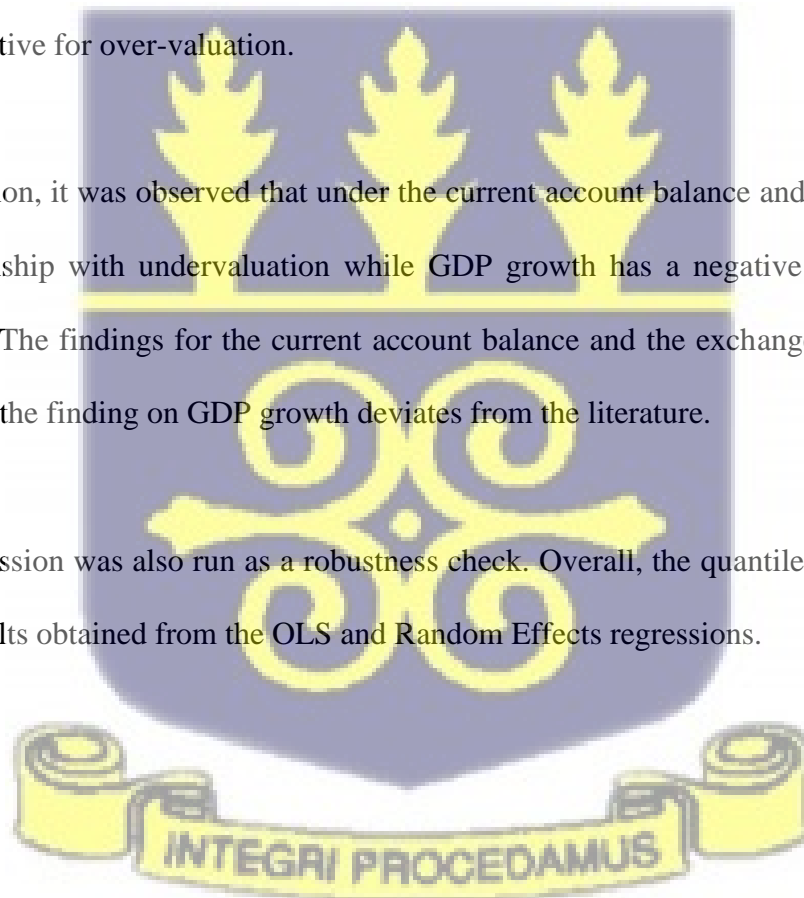 tive for over-valuation.
on, it was observed that under the current account balance and
ship with undervaluation while GDP growth has a negative
The findings for the current account balance and the exchang
the finding on GDP growth deviates from the literature.
ssion was also run as a robustness check. Overall, the quantile
lts obtained from the OLS and Random Effects regressions.
INTEGRI PROCEDAMUS